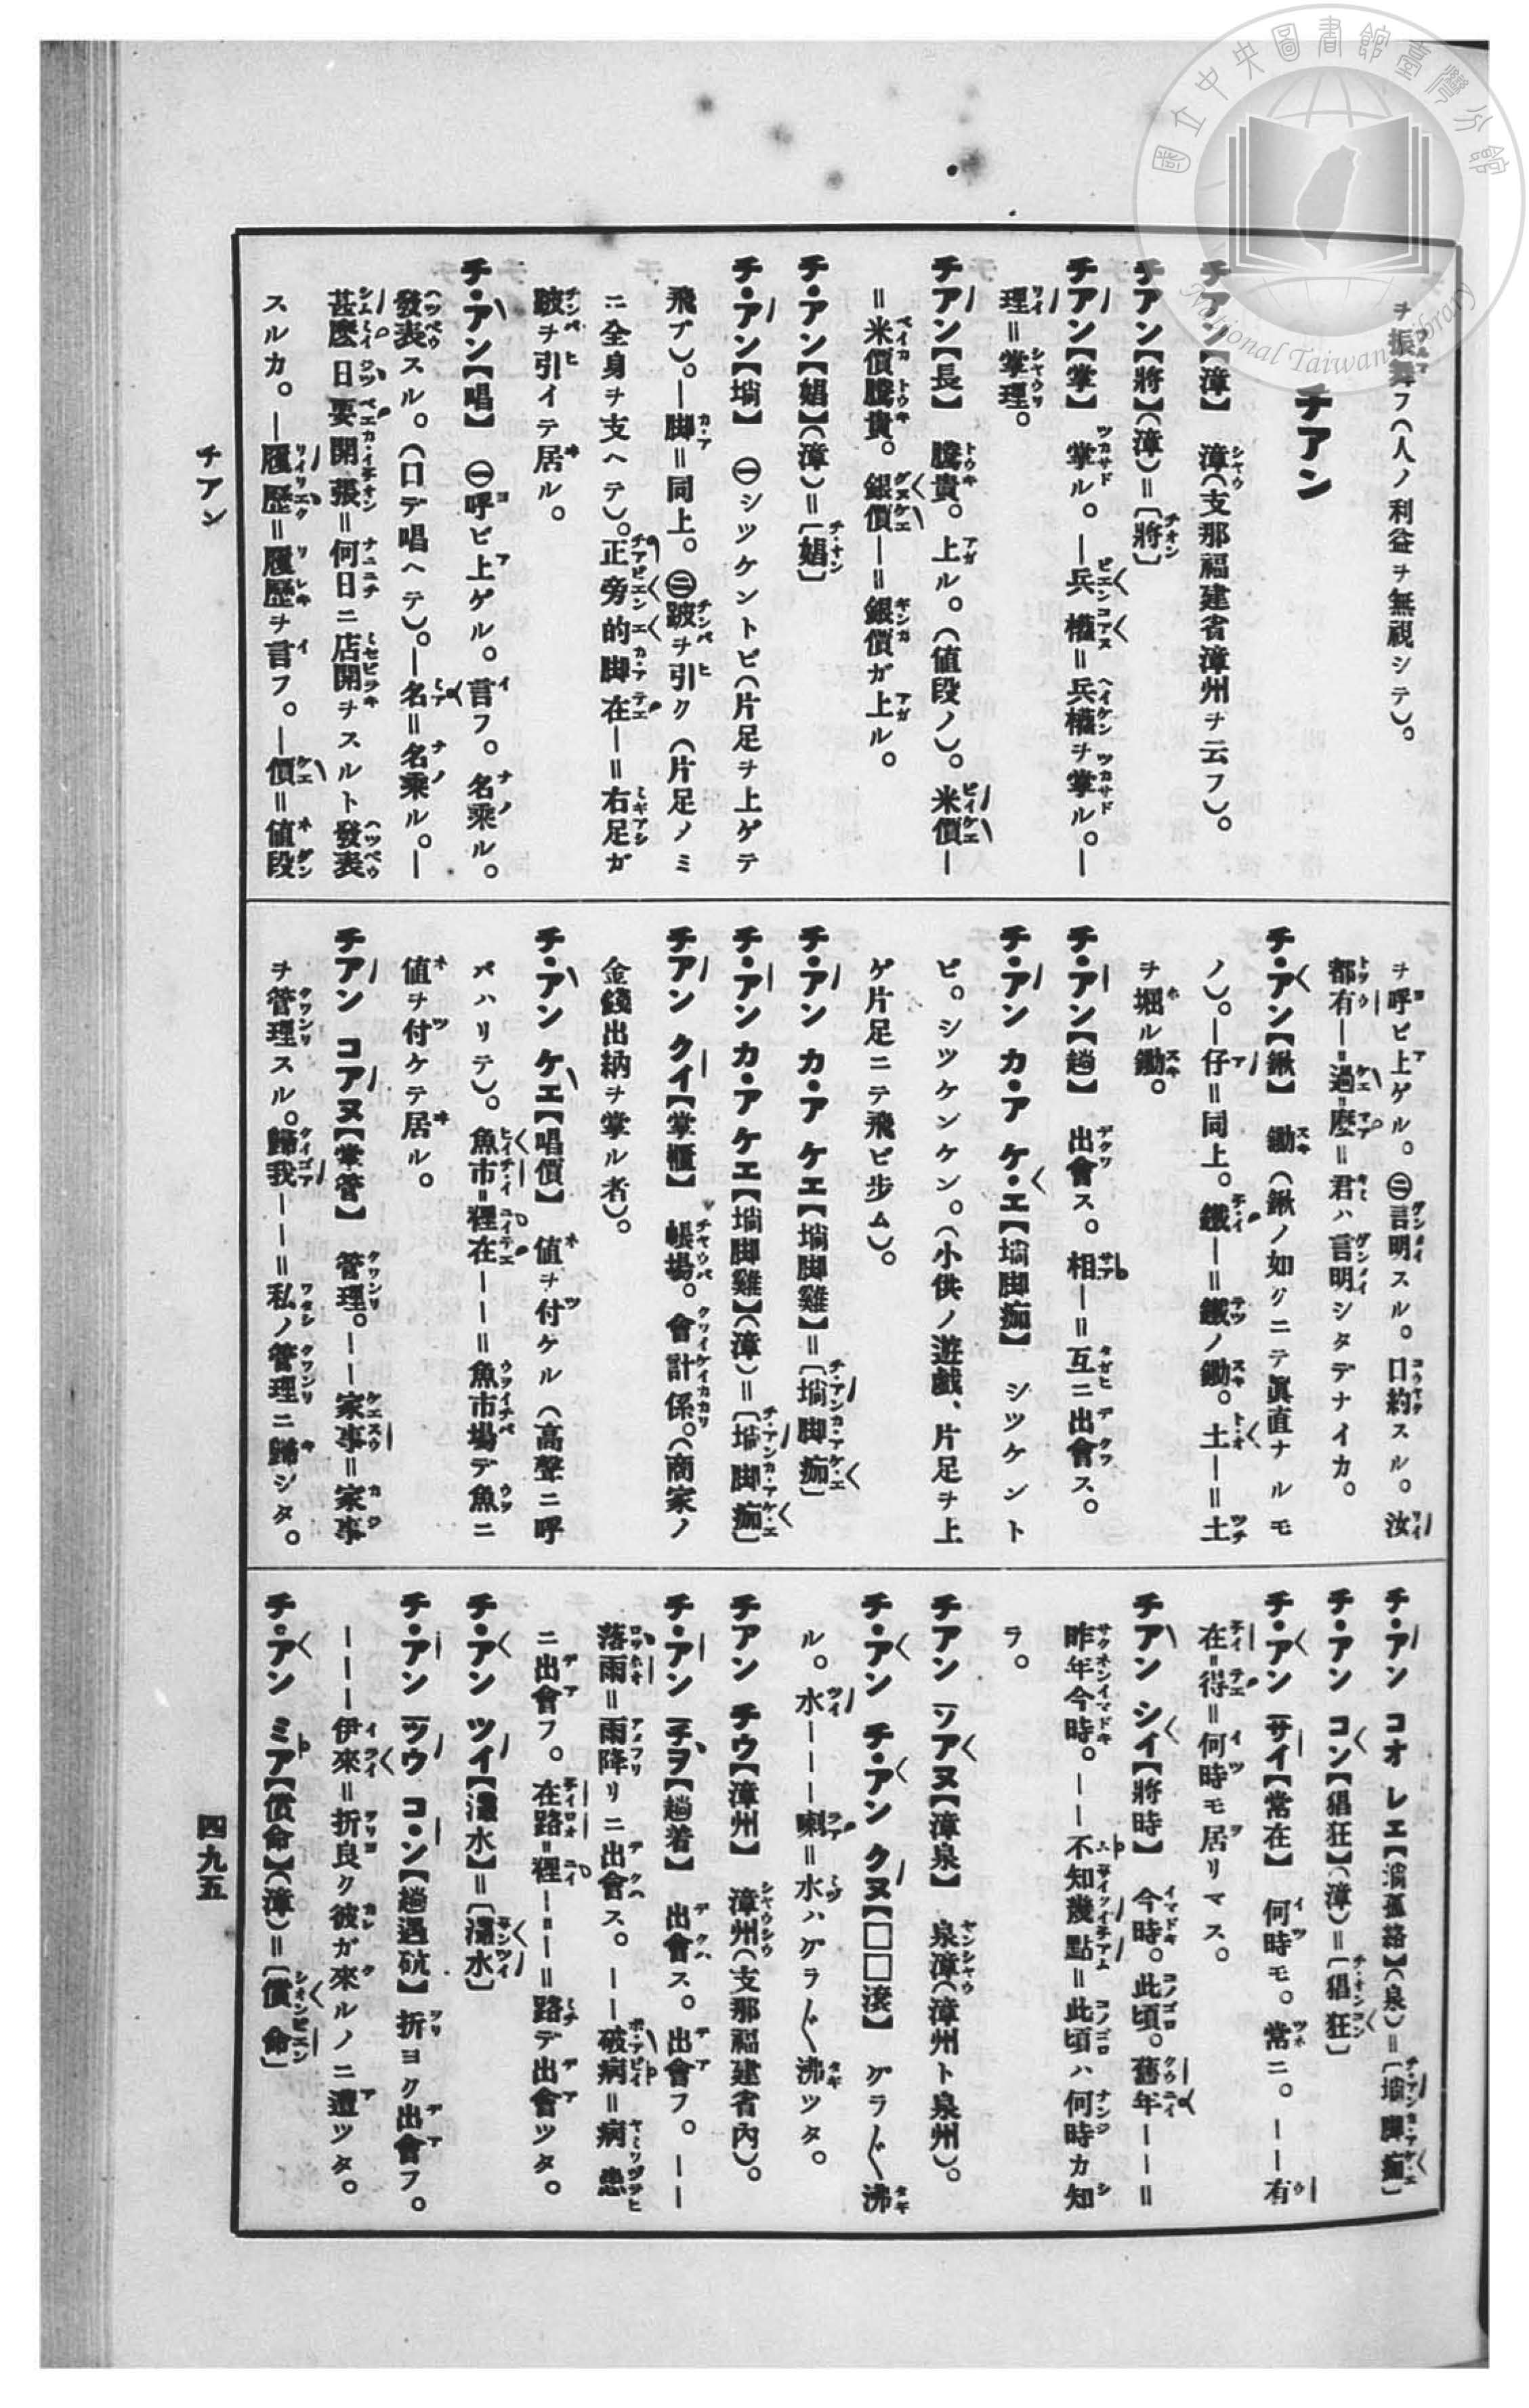 國立中央圖書館臺灣分館
National Taiwan Library
ヲ振舞フ(人ノ利益ヲ無視シテ)。
チアン
チアン【漳】 漳(支那福建省漳州ヲ云フ)。
チアン【將】(漳)=〔將〕
チアン【掌】 掌ル。―兵權=兵權ヲ掌ル。―
理=掌理。
チアン【長】 騰貴。上ル。(値段ノ)。米價―
=米價騰貴。銀價―=銀價ガ上ル。
チ・アン【娼】(漳)=〔娼〕
チ・アン【𰊃】 ㊀シツケントビ(片足ヲ上ゲテ
飛ブ)。―脚=同上。㊁跛ヲ引ク(片足ノミ
ニ全身ヲ支ヘテ)。正旁的脚在―=右足ガ
跛ヲ引イテ居ル。
チ・アン【唱】 ㊀呼ビ上ゲル。言フ。名乘ル。
發表スル。(口デ唱ヘテ)。―名=名乘ル。―
甚麽日要開張=何日ニ店開ヲスルト發表
スルカ。―履歷=履歷ヲ言フ。―價=値段
ヲ呼ビ上ゲル。㊁言明スル。口約スル。汝
都有―過麽=君ハ言明シタデナイカ。
チ・アン【鍬】 鋤(鍬ノ如クニテ眞直ナルモ
ノ)。―仔=同上。鐵―=鐵ノ鋤。土―=土
ヲ堀ル鋤。
チ・アン【趟】 出會ス。相―=互ニ出會ス。
チ・アン カ・ア ケ・エ【脚痂】 シツケント
ビ。シツケンケン。(小供ノ遊戲、片足ヲ上
ゲ片足ニテ飛ビ步ム)。
チ・アン カ・ア ケエ【脚雞】=〔脚痂〕
チ・アン カ・ア ケエ【脚雞】(漳)=〔脚痂〕
チアン クイ【掌櫃】 帳場。會計係。(商家ノ
金錢出納ヲ掌ル者)。
チ・アン ケエ【唱價】 値ヲ付ケル(高聲ニ呼
バハリテ)。魚市狸在――=魚市場デ魚ニ
値ヲ付ケテ居ル。
チアン コアヌ【掌管】 管理。――家事=家事
ヲ管理スル。歸我――=私ノ管理ニ歸シタ。
チ・アン コオ レエ【孤絡】(泉)=〔脚痂〕
チ・アン コン【猖狂】(漳)=〔猖狂〕
チ・アン サイ【常在】 何時モ。常ニ。――有
在得=何時モ居リマス。
チアン シイ【將時】 今時。此頃。舊年――=
昨年今時。――不知幾點=此頃ハ何時カ知
ラ。
チアン ツアヌ【漳泉】 泉漳(漳州ト泉州)。
チ・アン チ・アン クヌ【□□滾】 グラ〲沸
ル。水―――喇=水ハグラ〲沸ツタ。
チアン チウ【漳州】 漳州(支那福建省內)。
チ・アン チヲ【趟着】 出會ス。出會フ。――
落雨=雨降リニ出會ス。――破病=病患
ニ出會フ。在路狸――=路デ出會ツタ。
チ・アン ツイ【灇水】=〔灇水〕
チ・アン ツウ コ・ン【趟遇砊】 折ヨク出會フ。
―――伊來=折良ク彼ガ來ルノニ遭ツタ。
チ・アン ミア【償命】(漳)=〔償命〕
チアン
四九五